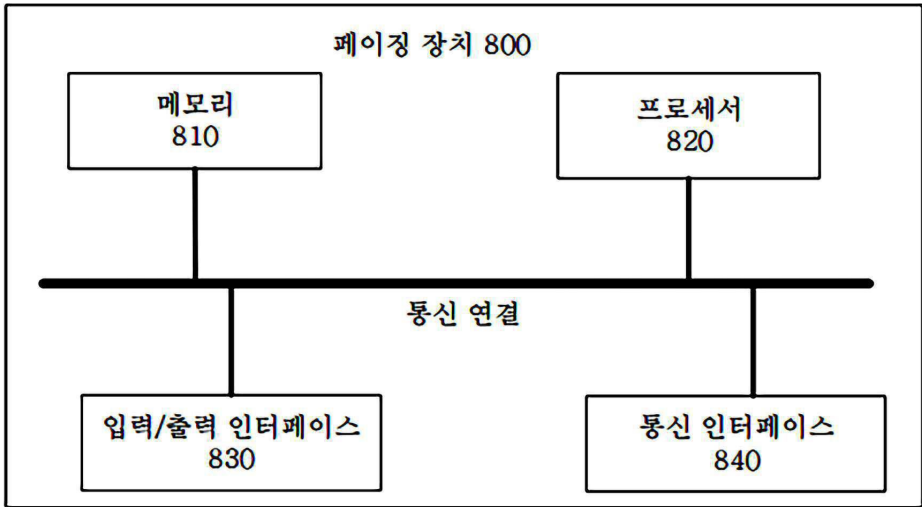 페이징 장치 800
메모리
810
프로세서
820
통신 연결
입력/출력 인터페이스
830
통신 인터페이스
840